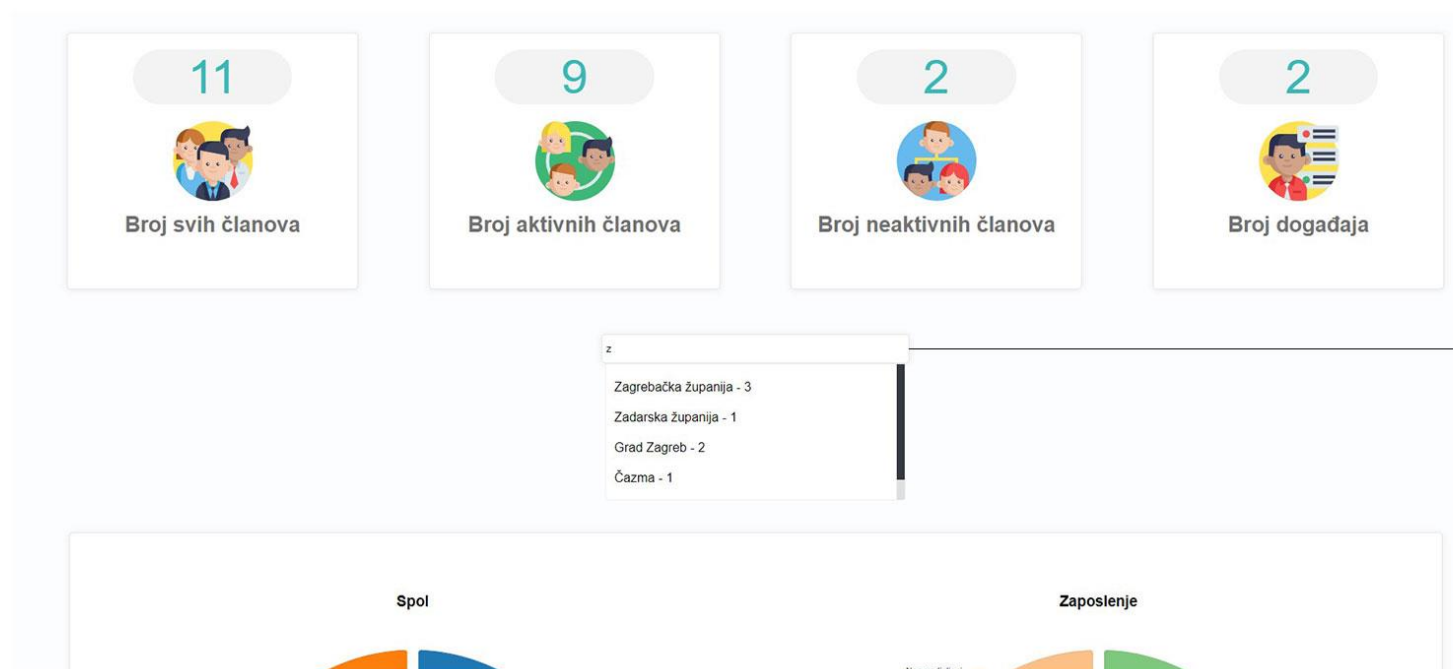 11
9
2
2
Broj svih članova
Broj aktivnih članova
Broj neaktivnih članova
Broj događaja
z
Zagrebačka županija - 3
Zadarska županija - 1
Grad Zagreb - 2
Čazma - 1
Spol
Zaposlenje